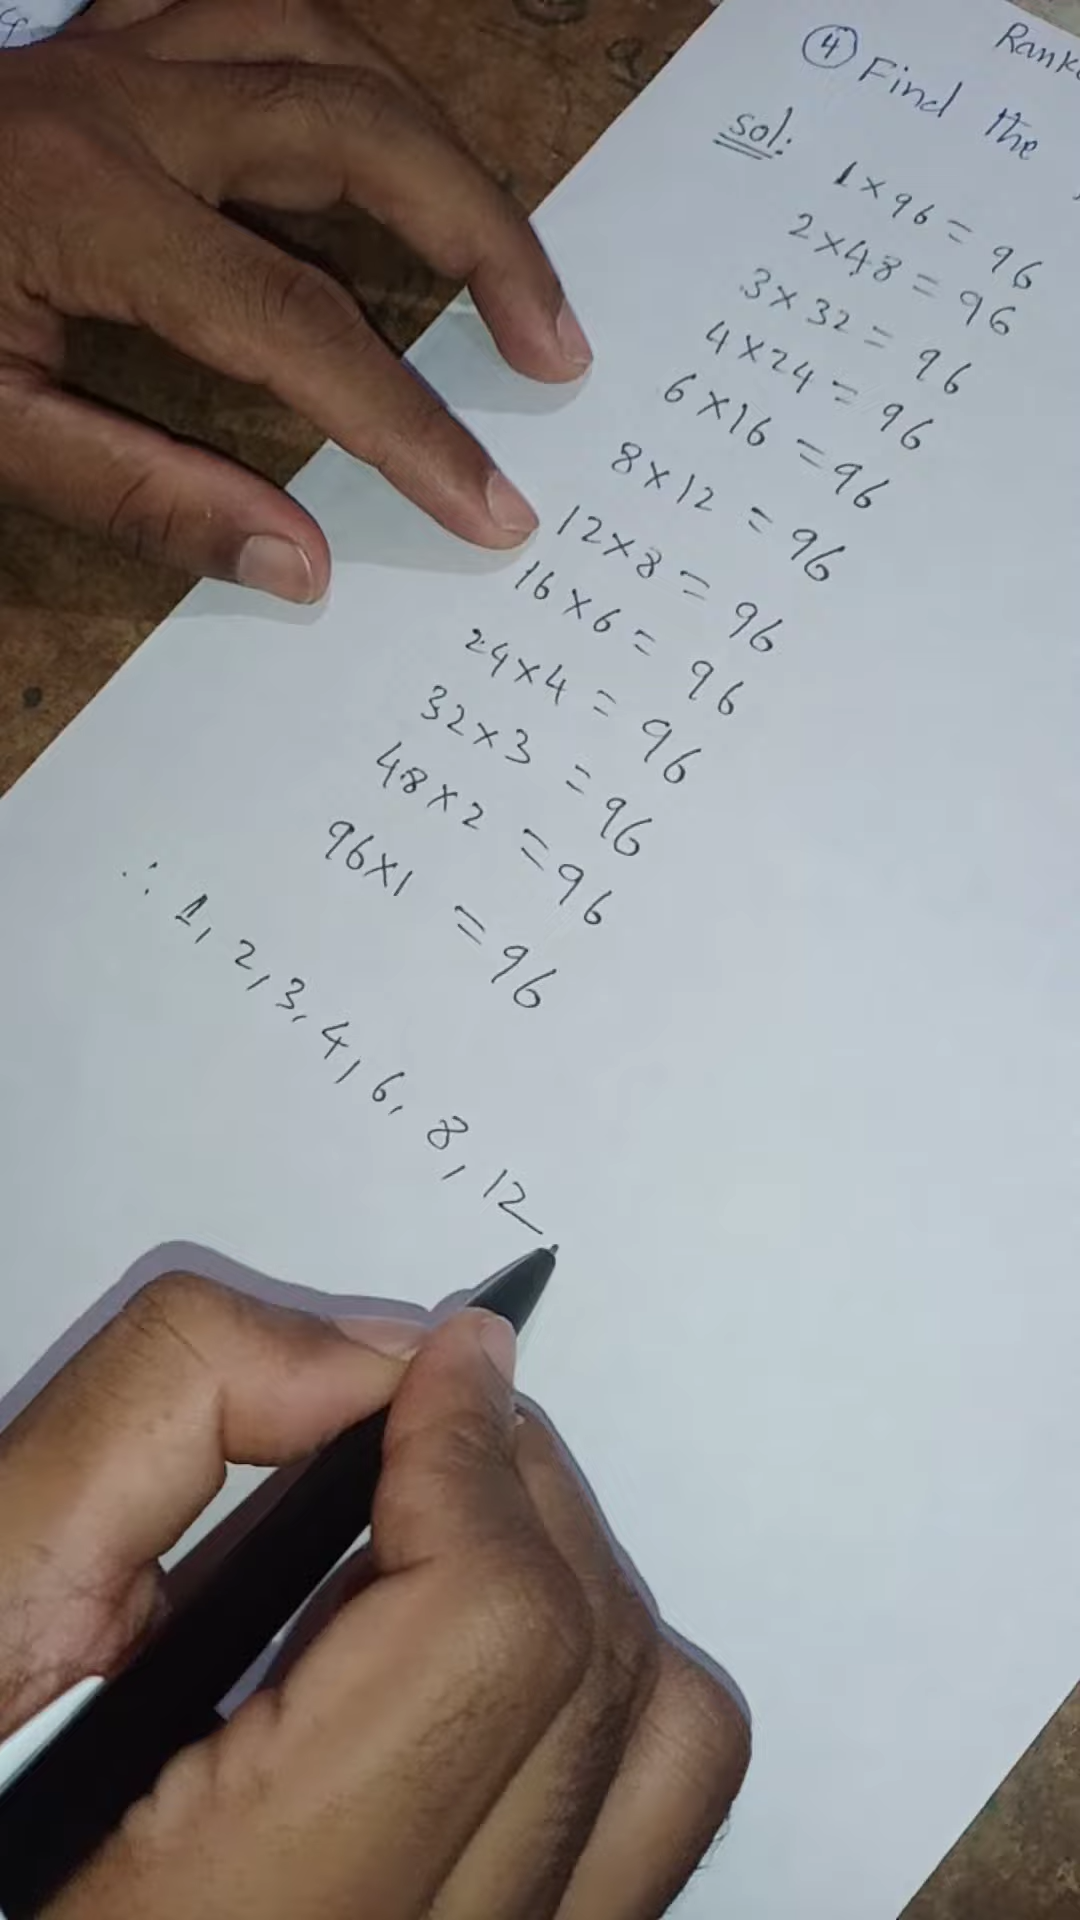 ④ Find the
sol:
1 × 96 = 96
2 × 48 = 96
3 × 32 = 96
4 × 24 = 96
6 × 16 = 96
8 × 12 = 96
12 × 8 = 96
16 × 6 = 96
24 × 4 = 96
32 × 3 = 96
48 × 2 = 96
96 × 1 = 96
∴ 1, 2, 3, 4, 6, 8, 12